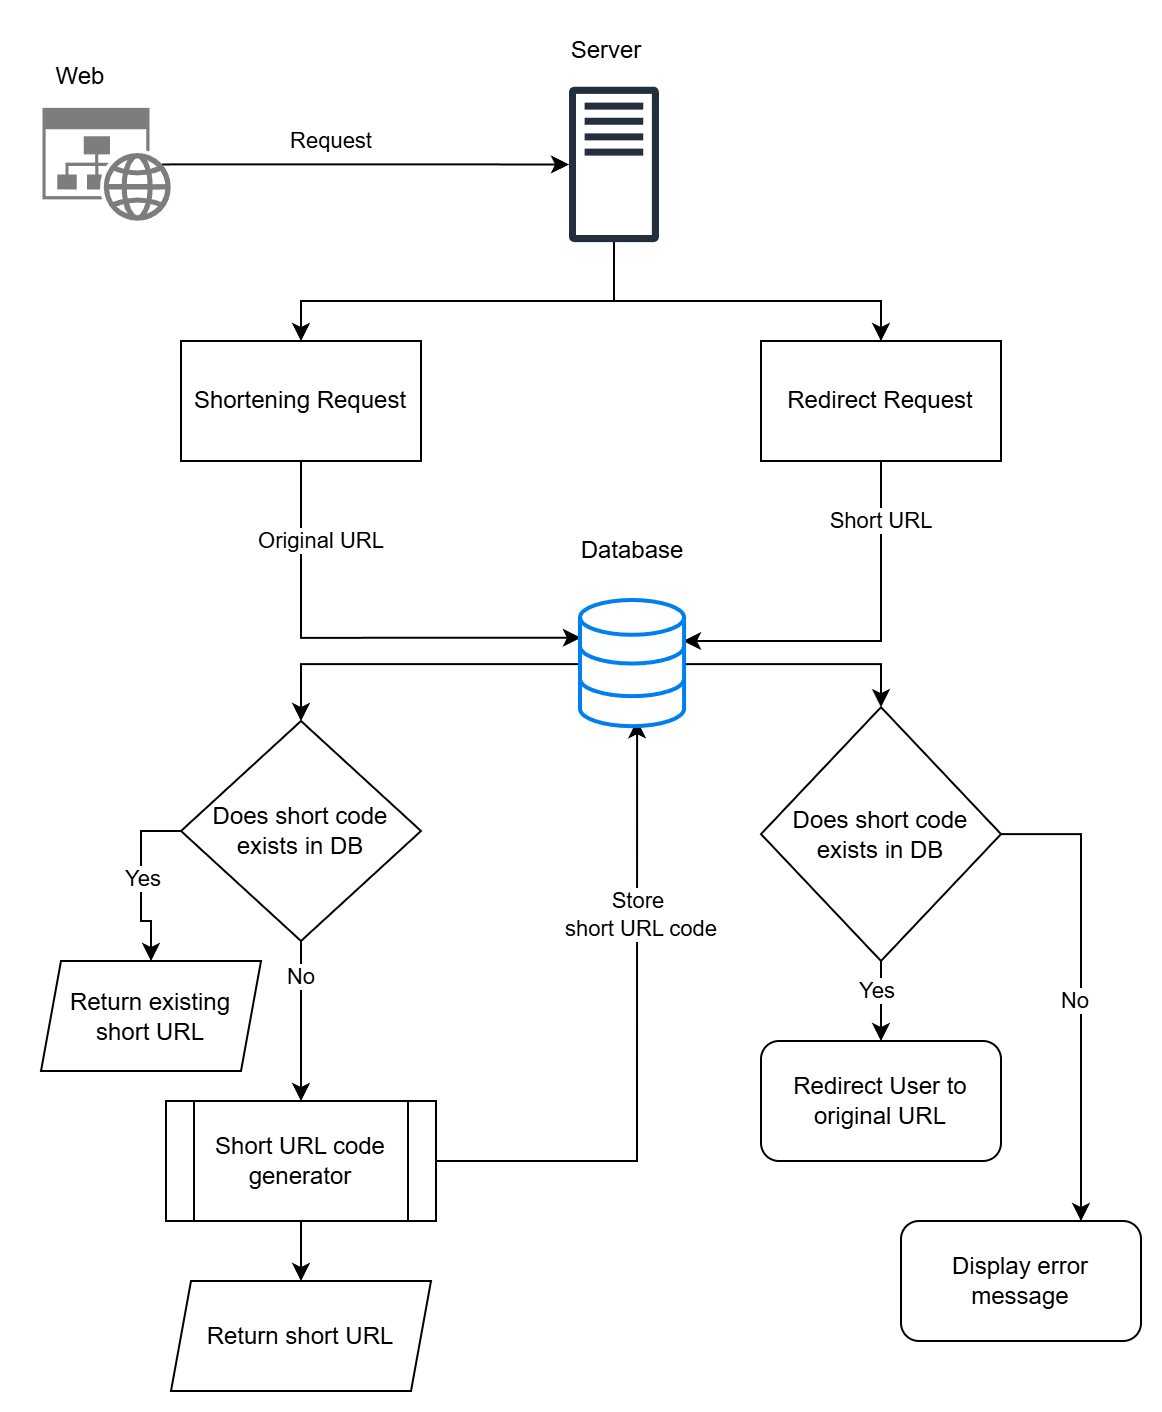 Server
Web
Request
Shortening Request
Redirect Request
Short URL
Original URL
Database
Does short code
exists in DB
Does short code
exists in DB
Yes
Store
short URL code
No
Yes
No
Return existing
short URL
Redirect User to
original URL
Short URL code
generator
Display error
message
Return short URL